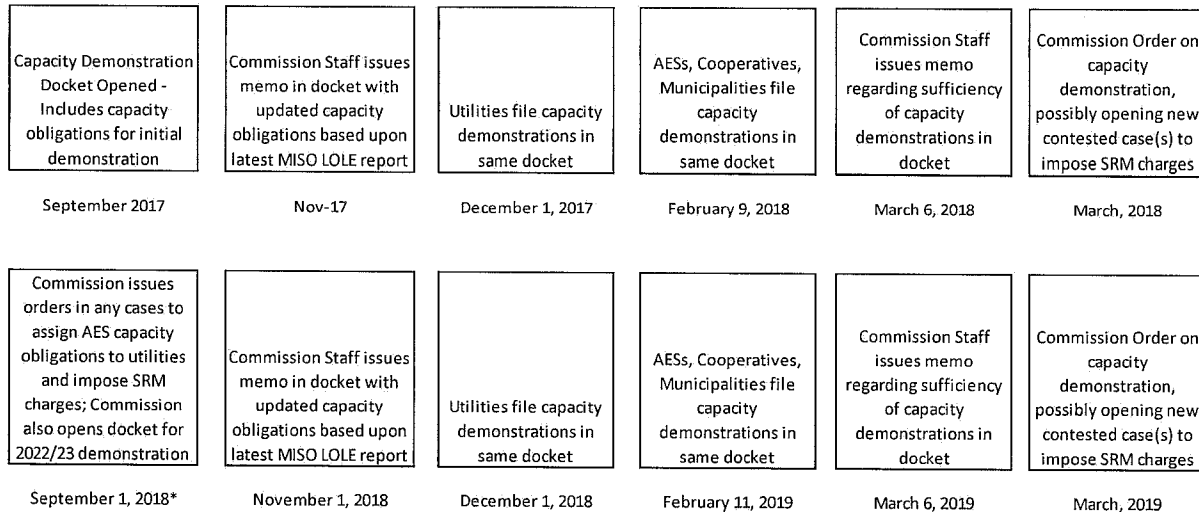 Capacity Demonstration
Docket Opened -
Includes capacity
obligations for initial
demonstration
Commission Staff issues
memo in docket with
updated capacity
obligations based upon
latest MISO LOLE report
Utilities file capacity
demonstrations in
same docket
AESs, Cooperatives,
Municipalities file
capacity
demonstrations in
same docket
Commission Staff
issues memo
regarding sufficiency
of capacity
demonstrations in
docket
Commission Order on
capacity
demonstration,
possibly opening new
contested case(s) to
impose SRM charges
September 2017
Nov-17
December 1, 2017
February 9, 2018
March 6, 2018
March, 2018
Commission issues
orders in any cases to
assign AES capacity
obligations to utilities
and impose SRM
charges; Commission
also opens docket for
2022/23 demonstration
Commission Staff issues
memo in docket with
updated capacity
obligations based upon
latest MISO LOLE report
Utilities file capacity
demonstrations in
same docket
AESs, Cooperatives,
Municipalities file
capacity
demonstrations in
same docket
Commission Staff
issues memo
regarding sufficiency
of capacity
demonstrations in
docket
Commission Order on
capacity
demonstration,
possibly opening new
contested case(s) to
impose SRM charges
September 1, 2018*
November 1, 2018
December 1, 2018
February 11, 2019
March 6, 2019
March, 2019